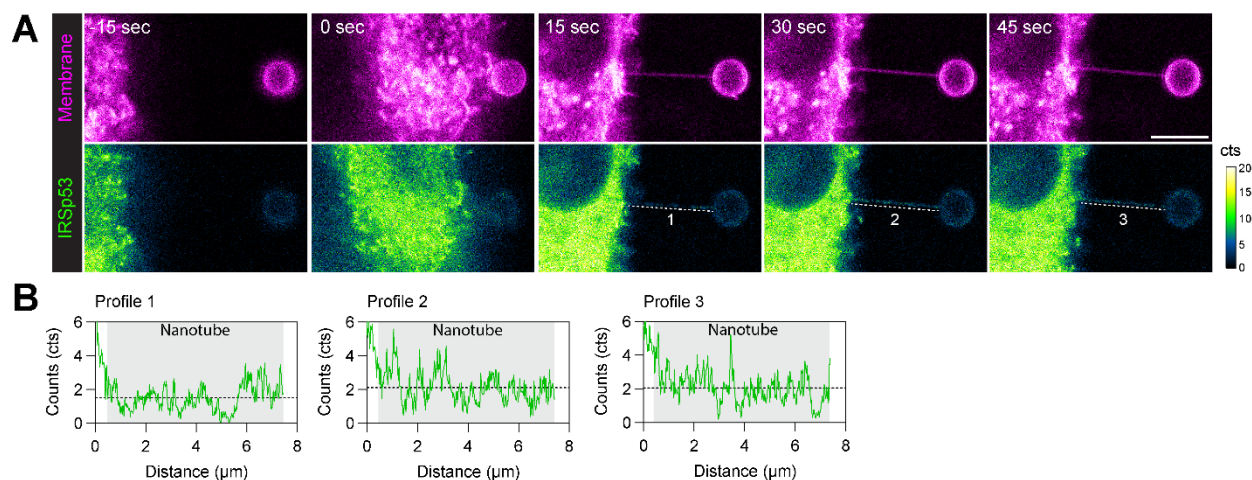 A
Membrane
-15 sec
0 sec
15 sec
30 sec
45 sec
IRSp53
1
2
3
cts
20
15
10
5
0
B
Profile 1
Profile 2
Profile 3
Counts (cts)
6
4
2
0
Nanotube
0 2 4 6 8
Distance (µm)
Counts (cts)
6
4
2
0
Nanotube
0 2 4 6 8
Distance (µm)
Counts (cts)
6
4
2
0
Nanotube
0 2 4 6 8
Distance (µm)